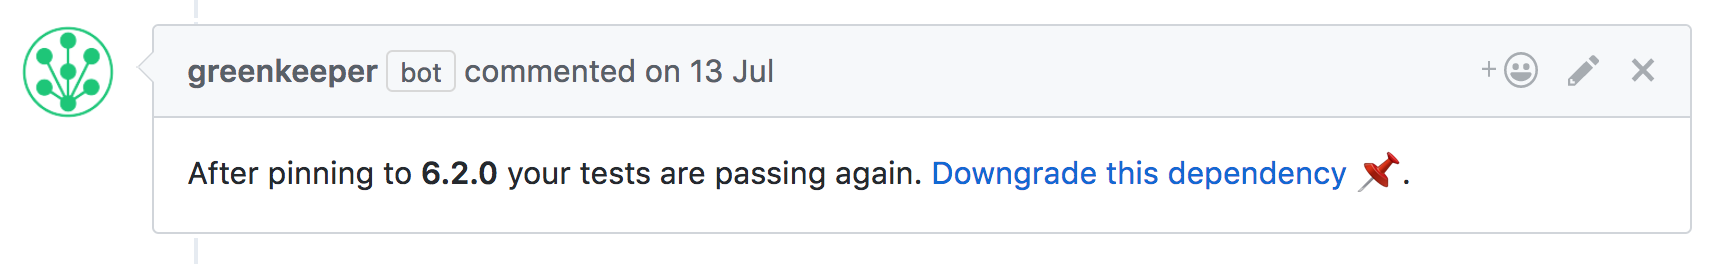 greenkeeper bot commented on 13 Jul
After pinning to 6.2.0 your tests are passing again. Downgrade this dependency 📌.